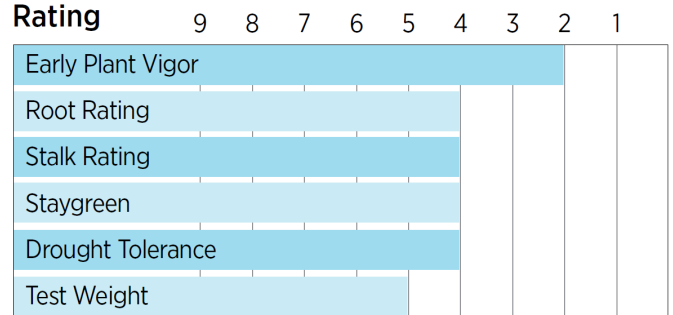 Rating 9 8 7 6 5 4 3 2 1
Early Plant Vigor
Root Rating
Stalk Rating
Staygreen
Drought Tolerance
Test Weight